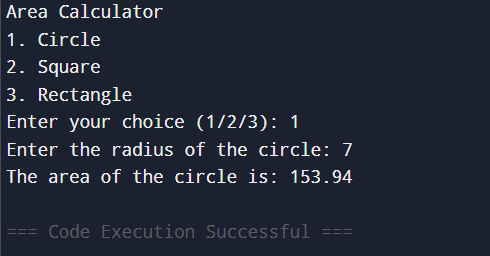 Area Calculator
1. Circle
2. Square
3. Rectangle
Enter your choice (1/2/3): 1
Enter the radius of the circle: 7
The area of the circle is: 153.94
=== Code Execution Successful ===